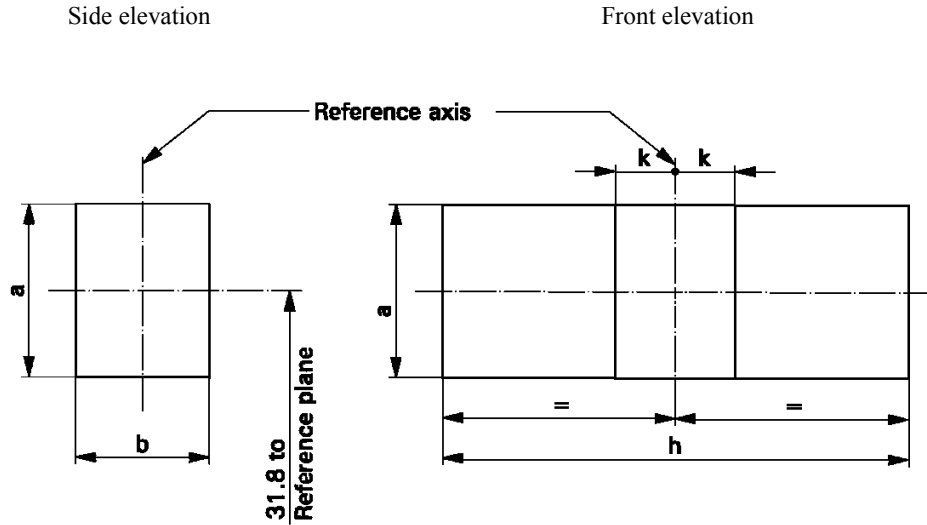 Side elevation
Front elevation
Reference axis
k
k
a
a
31.8 to
Reference plane
=
=
b
h